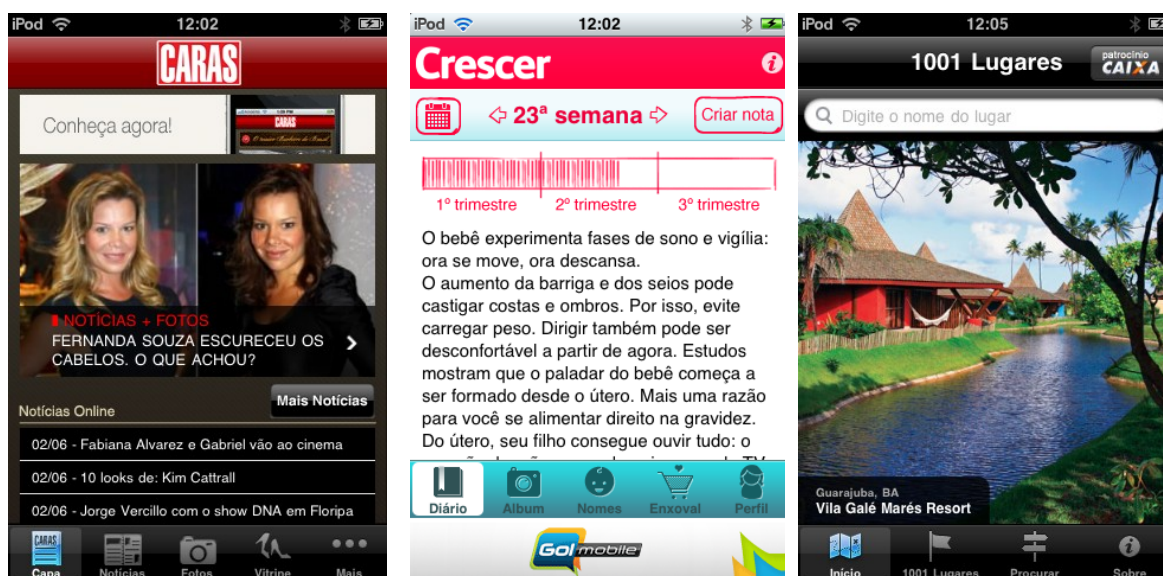 iPod 12:02
CARAS
Conheça agora!
CARAS
NOTÍCIAS + FOTOS
FERNANDA SOUZA ESCURECEU OS
CABELOS. O QUE ACHOU?
Notícias Online
Mais Notícias
02/06 - Fabiana Alvarez e Gabriel vão ao cinema
02/06 - 10 looks de: Kim Cattrall
02/06 - Jorge Vercillo com o show DNA em Floripa
CARAS
Capa Notícias Fotos Vitrine Mais
iPod 12:02
Crescer
23ª semana
Criar nota
1º trimestre 2º trimestre 3º trimestre
O bebê experimenta fases de sono e vigília:
ora se move, ora descansa.
O aumento da barriga e dos seios pode
castigar costas e ombros. Por isso, evite
carregar peso. Dirigir também pode ser
desconfortável a partir de agora. Estudos
mostram que o paladar do bebê começa a
ser formado desde o útero. Mais uma razão
para você se alimentar direito na gravidez.
Do útero, seu filho consegue ouvir tudo: o
Diário Album Nomes Enxoval Perfil
Gol mobile
iPod 12:05
1001 Lugares
patrocínio
CAIXA
Digite o nome do lugar
Guarajuba, BA
Vila Galé Marés Resort
Início 1001 Lugares Procurar Sobre